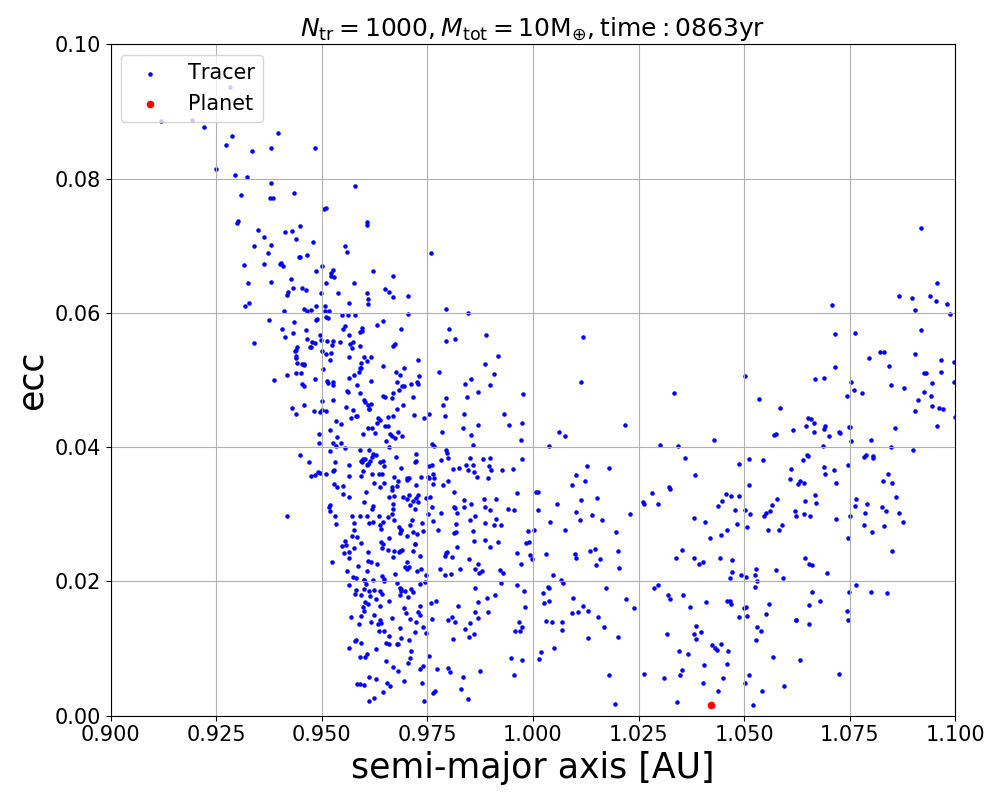 N_tr = 1000, M_tot = 10M_⊕, time : 0863yr
Tracer
Planet
0.10
0.08
0.06
0.04
0.02
0.00
ecc
0.900 0.925 0.950 0.975 1.000 1.025 1.050 1.075 1.100
semi-major axis [AU]